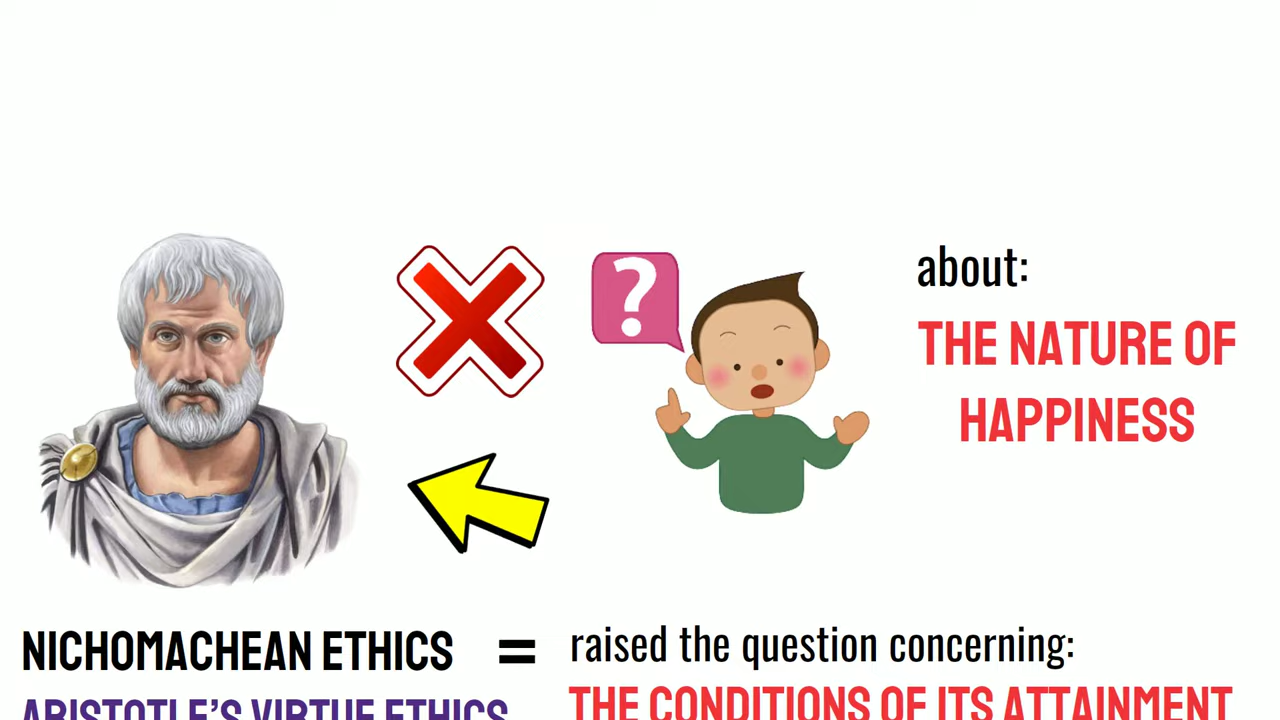 ?
about:
THE NATURE OF
HAPPINESS
NICHOMACHEAN ETHICS = raised the question concerning:
ARISTOTLE'S VIRTUE ETHICS THE CONDITIONS OF ITS ATTAINMENT